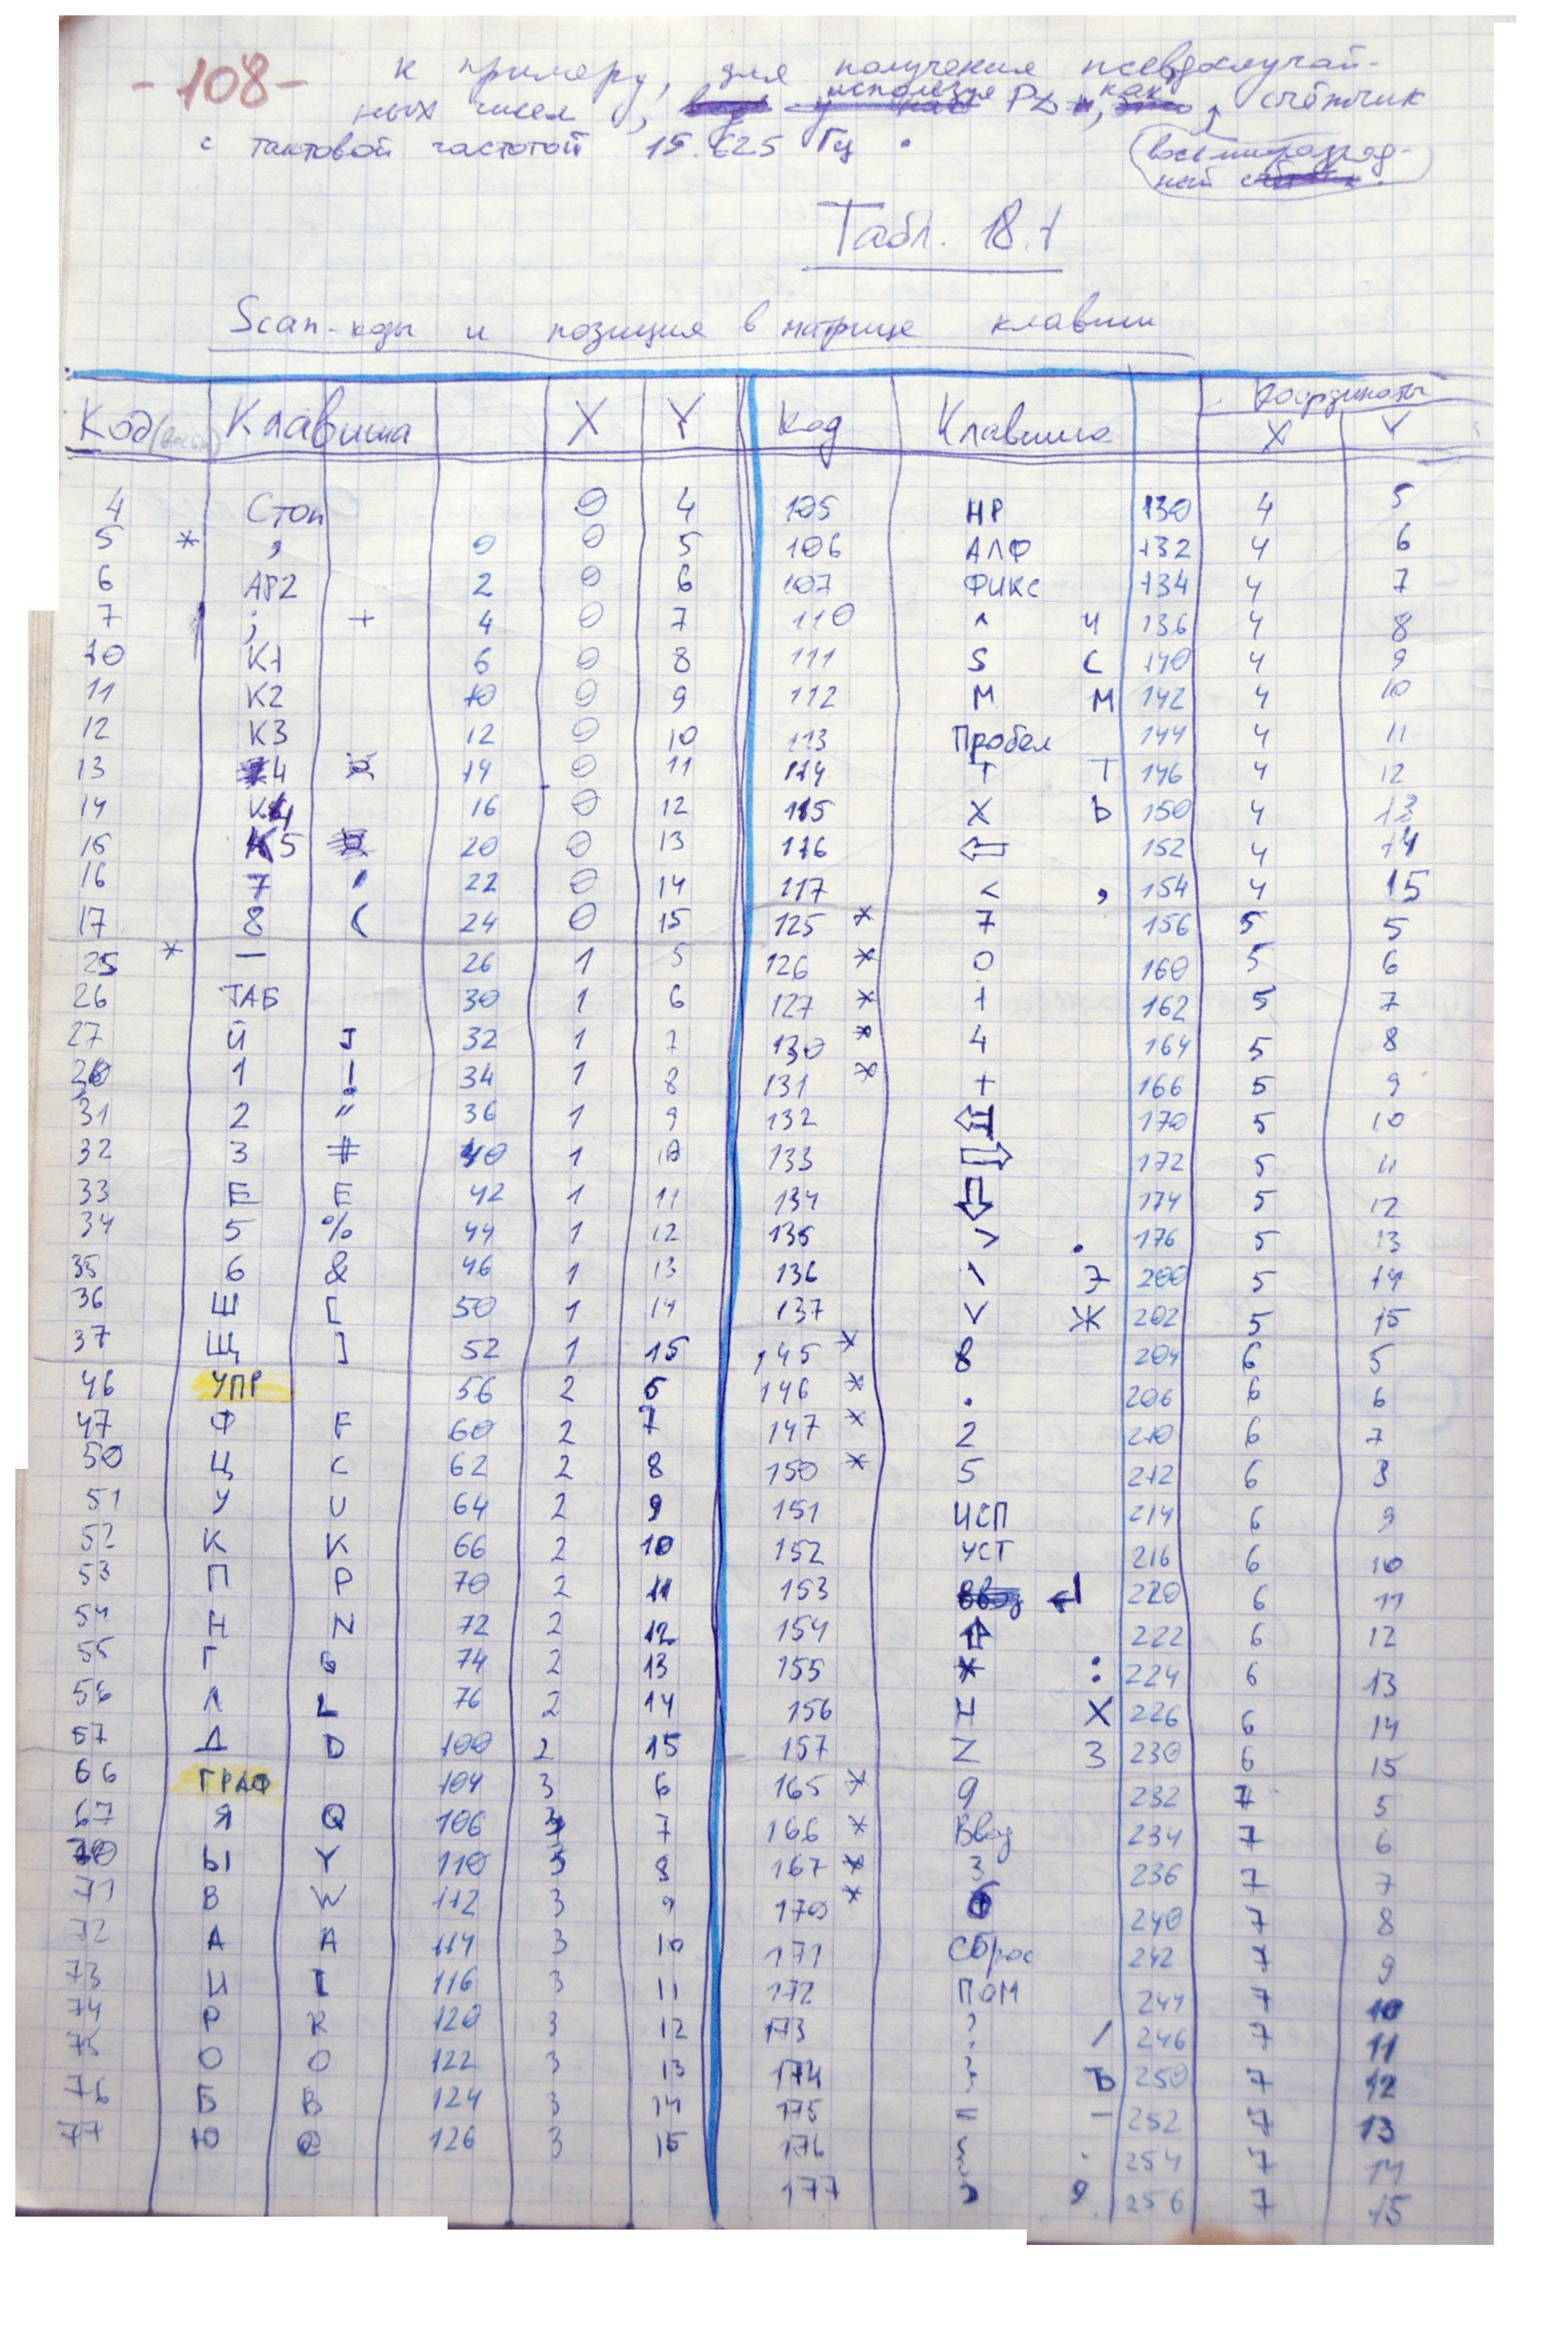 -108-
к примеру, для получения псевдослучай-
ных чисел, используя PZ, как счётчик
с тактовой частотой 15.625 Гц.
восьмиразряд-
ный
Табл. 18.1
Scan-коды и позиция в матрице клавиш
Код Клавиша X Y Код Клавиша Координаты
X Y
4 Стоп 0 4 105 НР 130 4 5
5 * , 0 0 5 106 АЛФ 132 4 6
6 АР2 2 0 6 107 ФИКС 134 4 7
7 ; + 4 0 7 110 ^ Ч 136 4 8
10 К1 6 0 8 111 S С 140 4 9
11 К2 10 0 9 112 М М 142 4 10
12 К3 12 0 10 113 Пробел 144 4 11
13 4 ¤ 14 0 11 114 Т Т 146 4 12
14 К4 16 0 12 115 X Ь 150 4 13
15 К5 20 0 13 116 ⇦ 152 4 14
16 7 ' 22 0 14 117 < , 154 4 15
17 8 ( 24 0 15 125 * 7 156 5 5
25 * — 26 1 5 126 * 0 160 5 6
26 ТАБ 30 1 6 127 * 1 162 5 7
27 Й J 32 1 7 130 * 4 164 5 8
30 1 ! 34 1 8 131 * + 166 5 9
31 2 " 36 1 9 132 170 5 10
32 3 # 40 1 10 133 ⇨ 172 5 11
33 Е E 42 1 11 134 ⇩ 174 5 12
34 5 % 44 1 12 135 > . 176 5 13
35 6 & 46 1 13 136 \ Э 200 5 14
36 Ш [ 50 1 14 137 V Ж 202 5 15
37 Щ ] 52 1 15 145 * 8 204 6 5
46 УПР 56 2 6 146 * . 206 6 6
47 Ф F 60 2 7 147 * 2 210 6 7
50 Ц C 62 2 8 150 * 5 212 6 8
51 У U 64 2 9 151 ИСП 214 6 9
52 К K 66 2 10 152 УСТ 216 6 10
53 П P 70 2 11 153 ↵ 220 6 11
54 Н N 72 2 12 154 ⇧ 222 6 12
55 Г G 74 2 13 155 * : 224 6 13
56 Л L 76 2 14 156 H Х 226 6 14
57 Д D 100 2 15 157 Z З 230 6 15
66 ГРАФ 104 3 6 165 * 9 232 7 5
67 Я Q 106 3 7 166 * Ввод 234 7 6
70 Ы Y 110 3 8 167 * 3 236 7 7
71 В W 112 3 9 170 * 6 240 7 8
72 А A 114 3 10 171 Сброс 242 7 9
73 И I 116 3 11 172 ПОМ 244 7 10
74 Р R 120 3 12 173 ? / 246 7 11
75 О O 122 3 13 174 } Ъ 250 7 12
76 Б B 124 3 14 175 = - 252 7 13
77 Ю @ 126 3 15 176 254 7 14
177 256 7 15